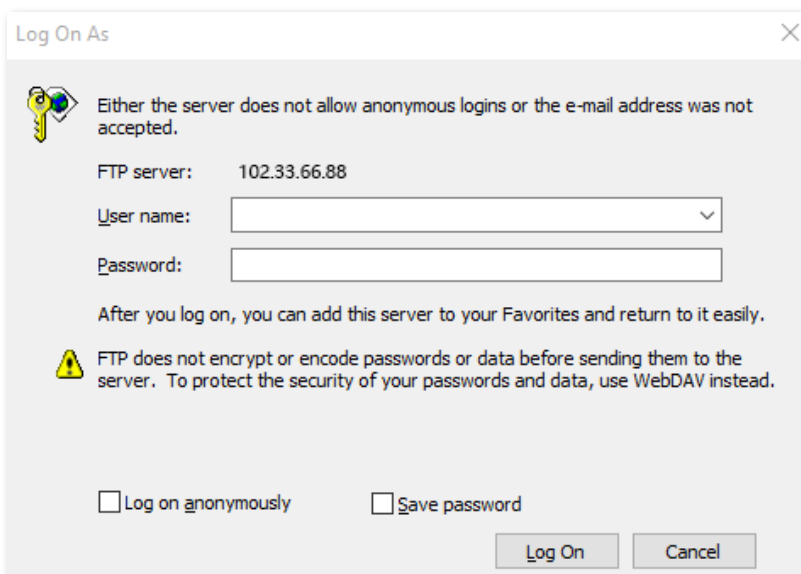 Log On As
Either the server does not allow anonymous logins or the e-mail address was not
accepted.
FTP server: 102.33.66.88
User name:
Password:
After you log on, you can add this server to your Favorites and return to it easily.
FTP does not encrypt or encode passwords or data before sending them to the
server. To protect the security of your passwords and data, use WebDAV instead.
Log on anonymously Save password
Log On Cancel